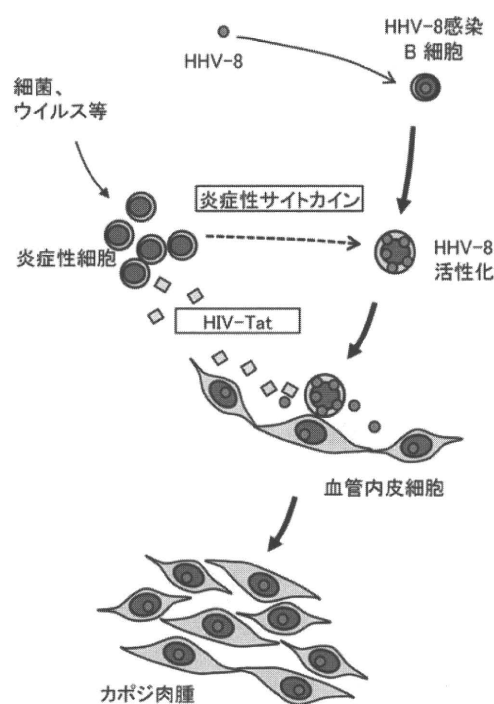 HHV-8
HHV-8感染
B 細胞
細菌、
ウイルス等
炎症性サイトカイン
炎症性細胞
HHV-8
活性化
HIV-Tat
血管内皮細胞
カポジ肉腫